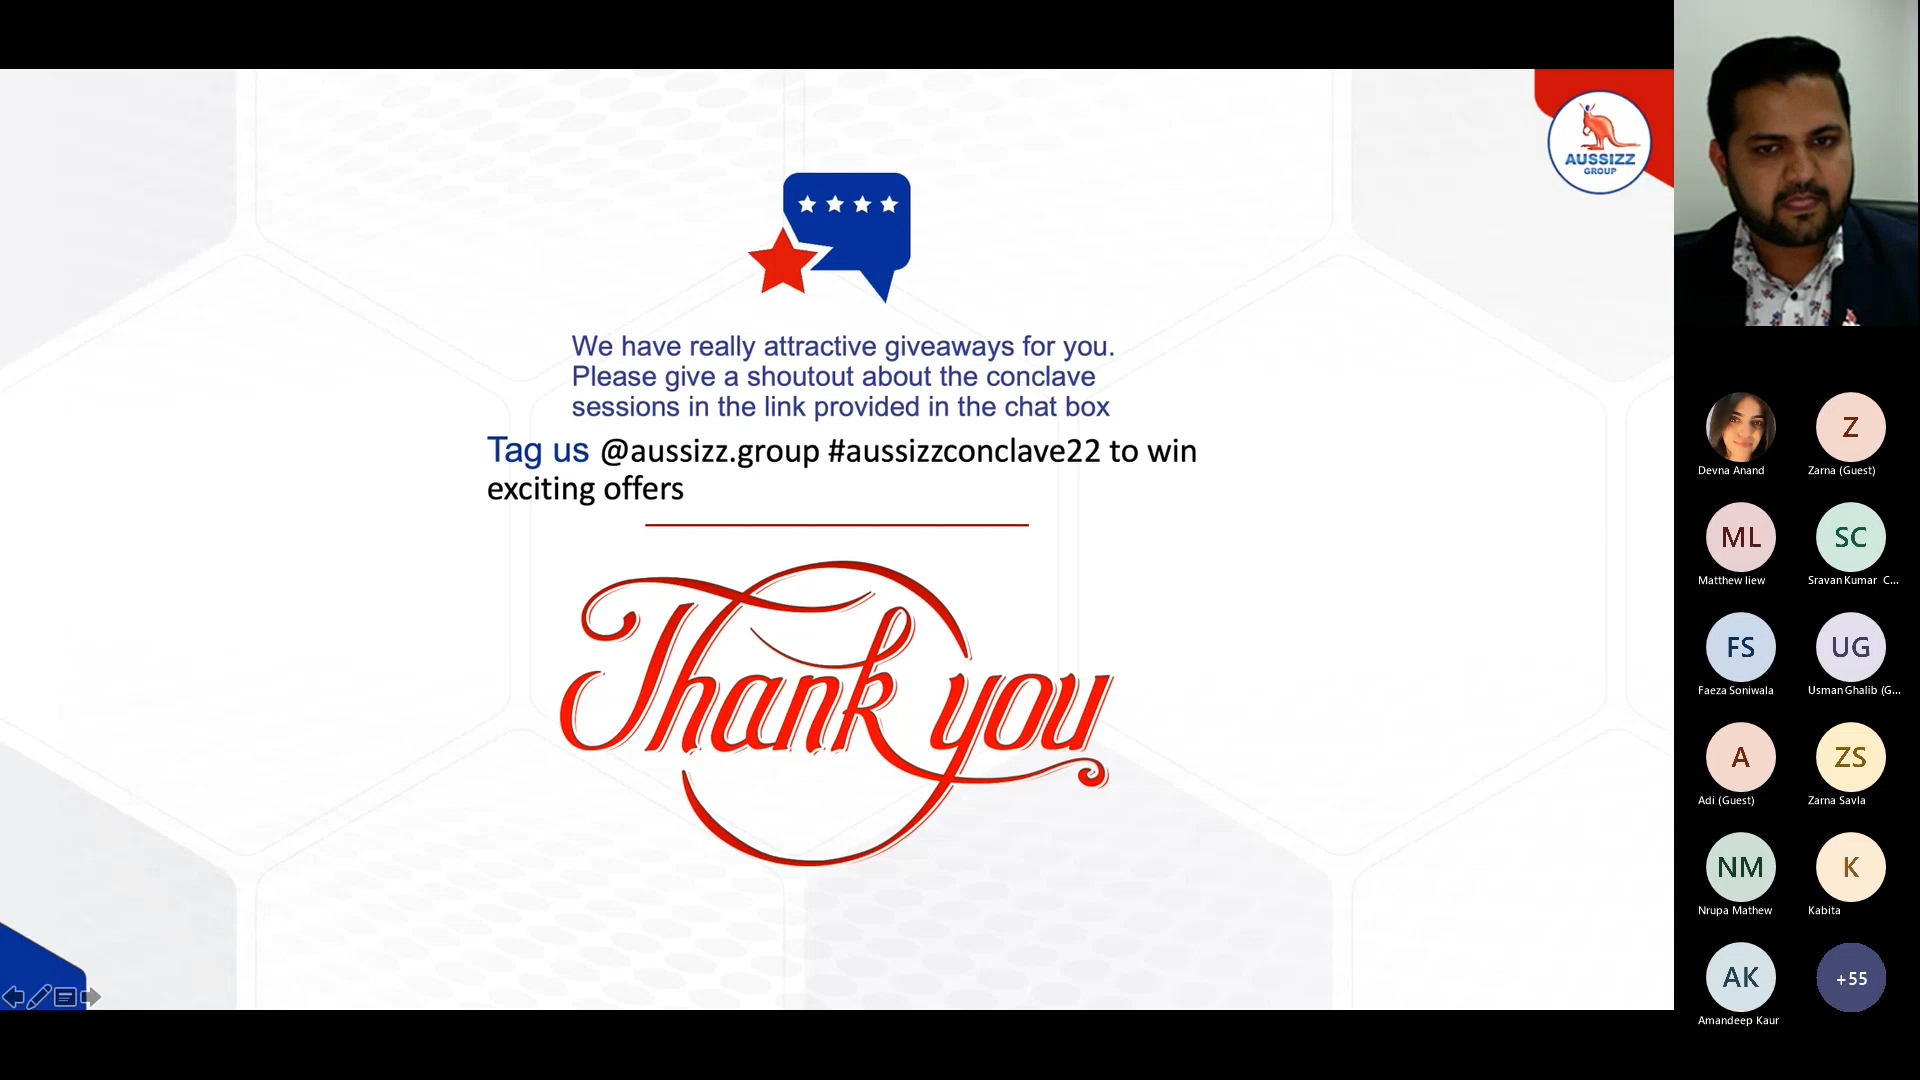 AUSSIZZ
GROUP
We have really attractive giveaways for you.
Please give a shoutout about the conclave
sessions in the link provided in the chat box
Tag us @aussizz.group #aussizzconclave22 to win
exciting offers
Thank you
Devna Anand
Z
Zarna (Guest)
ML
Matthew liew
SC
Sravan Kumar C...
FS
Faeza Soniwala
UG
Usman Ghalib (G...
A
Adi (Guest)
ZS
Zarna Savla
NM
Nrupa Mathew
K
Kabita
AK
Amandeep Kaur
+55